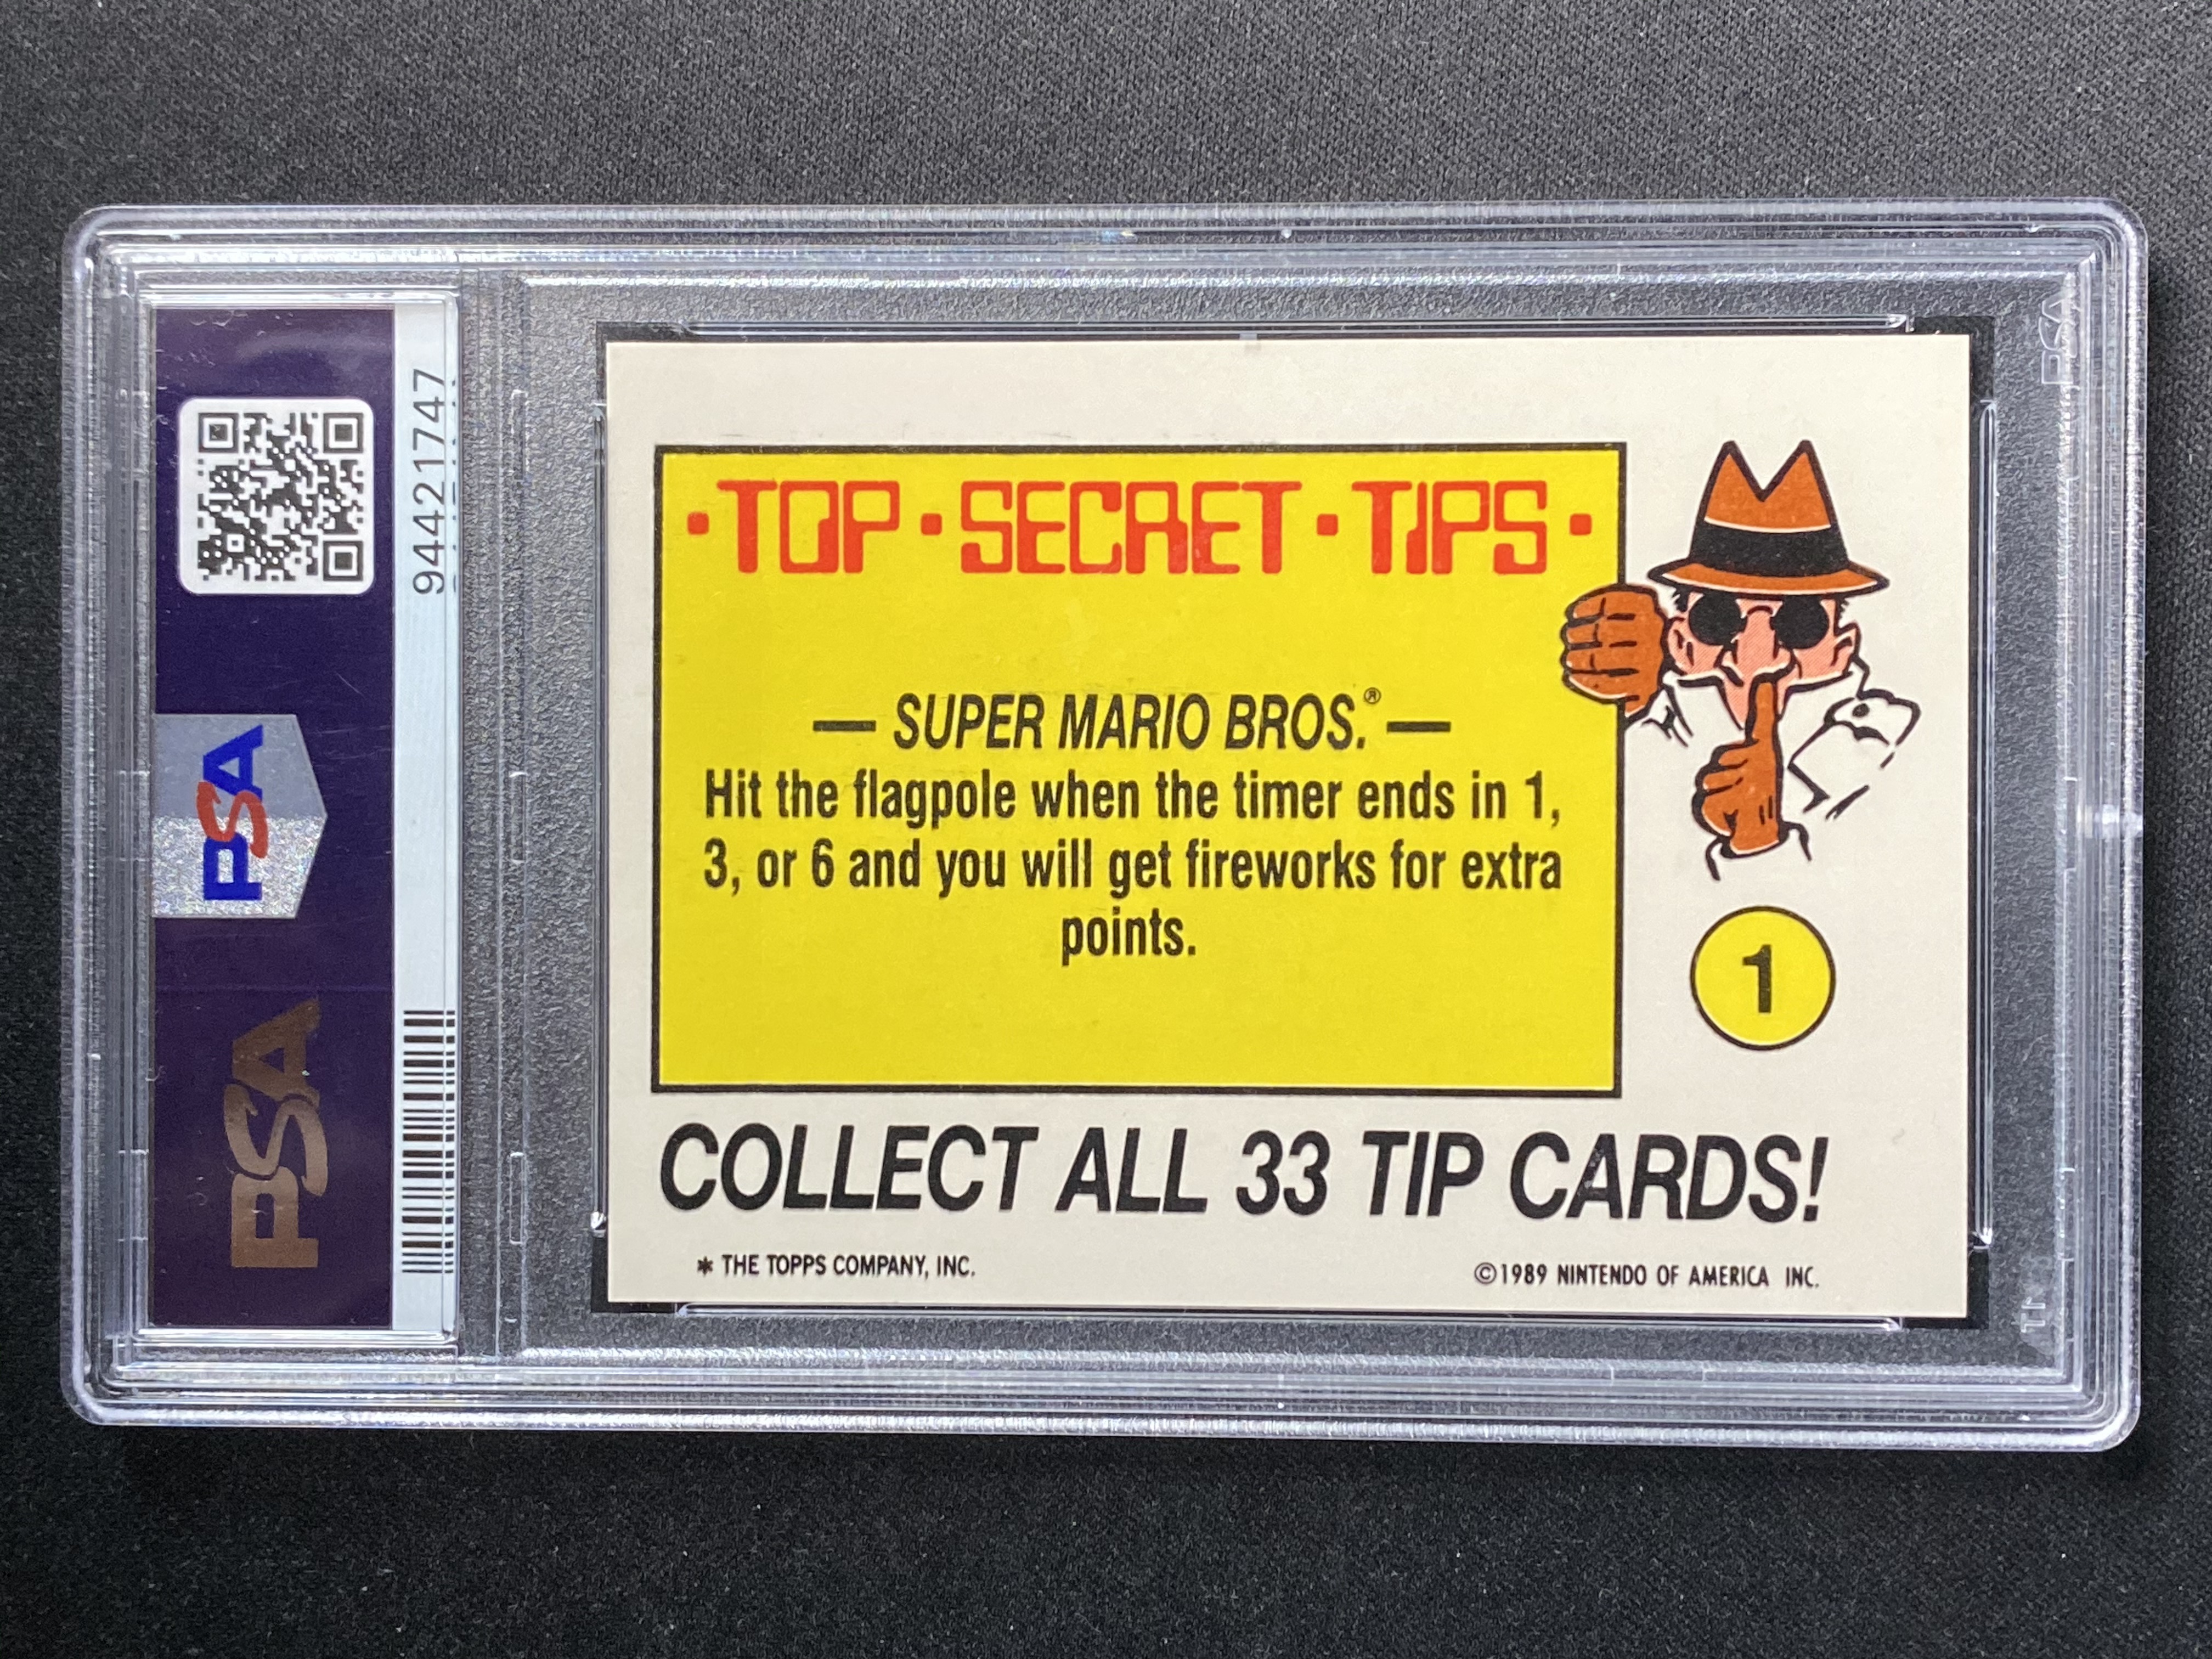 94421747
PSA
PSA
PSA
•TOP•SECRET•TIPS•
— SUPER MARIO BROS.® —
Hit the flagpole when the timer ends in 1,
3, or 6 and you will get fireworks for extra
points.
1
COLLECT ALL 33 TIP CARDS!
* THE TOPPS COMPANY, INC.
©1989 NINTENDO OF AMERICA INC.